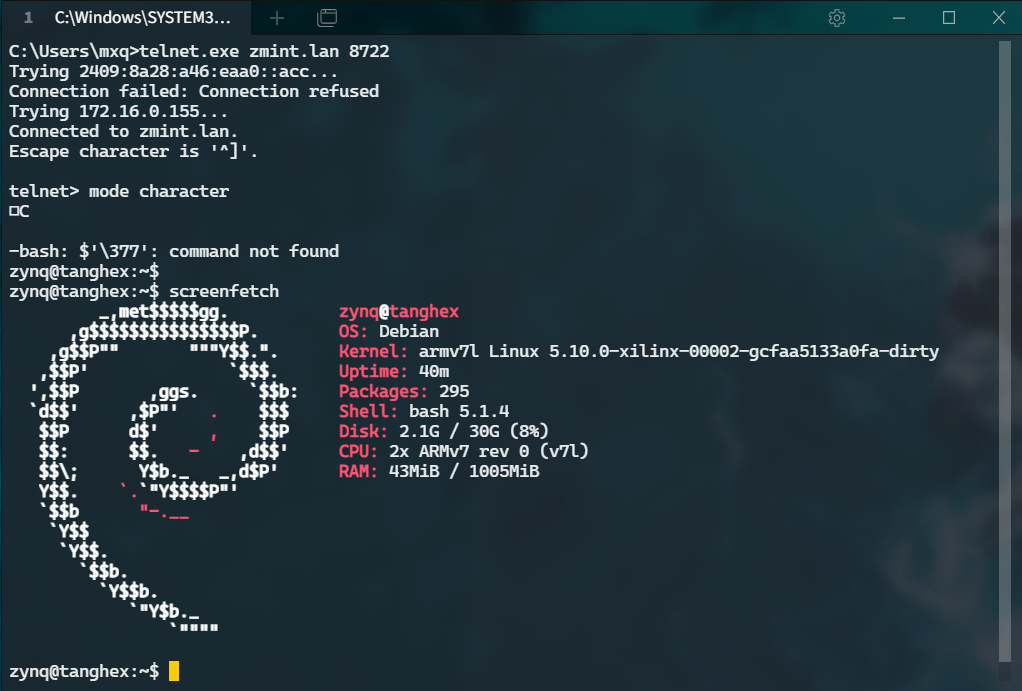 1 C:\Windows\SYSTEM3...
C:\Users\mxq>telnet.exe zmint.lan 8722
Trying 2409:8a28:a46:eaa0::acc...
Connection failed: Connection refused
Trying 172.16.0.155...
Connected to zmint.lan.
Escape character is '^]'.
telnet> mode character
□C
-bash: $'\377': command not found
zynq@tanghex:~$
zynq@tanghex:~$ screenfetch
         _,met$$$$$gg.           zynq@tanghex
      ,g$$$$$$$$$$$$$$$P.        OS: Debian
    ,g$$P""       """Y$$.".      Kernel: armv7l Linux 5.10.0-xilinx-00002-gcfaa5133a0fa-dirty
   ,$$P'              `$$$.      Uptime: 40m
  ',$$P       ,ggs.     `$$b:    Packages: 295
  `d$$'     ,$P"'   .    $$$     Shell: bash 5.1.4
   $$P      d$'     ,    $$P     Disk: 2.1G / 30G (8%)
   $$:      $$.   -    ,d$$'     CPU: 2x ARMv7 rev 0 (v7l)
   $$\;      Y$b._   _,d$P'      RAM: 43MiB / 1005MiB
   Y$$.    `.`"Y$$$$P"'
   `$$b      "-.__
    `Y$$
     `Y$$.
       `$$b.
         `Y$$b.
            `"Y$b._
                `""""
zynq@tanghex:~$